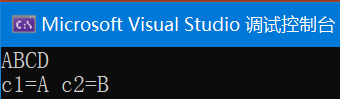 C:\ Microsoft Visual Studio 调试控制台
ABCD
c1=A c2=B